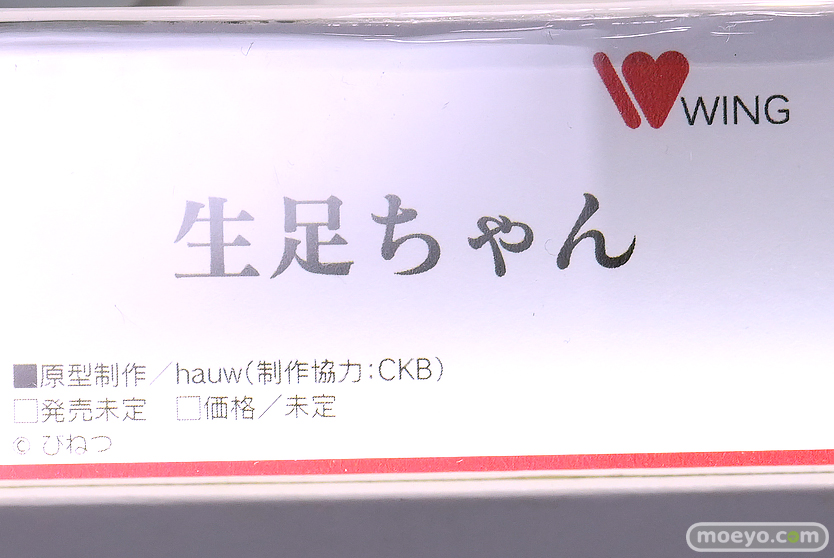 WING
生足ちゃん
■原型制作／hauw(制作協力:CKB)
□発売未定 □価格／未定
© びねつ
moeyo.com